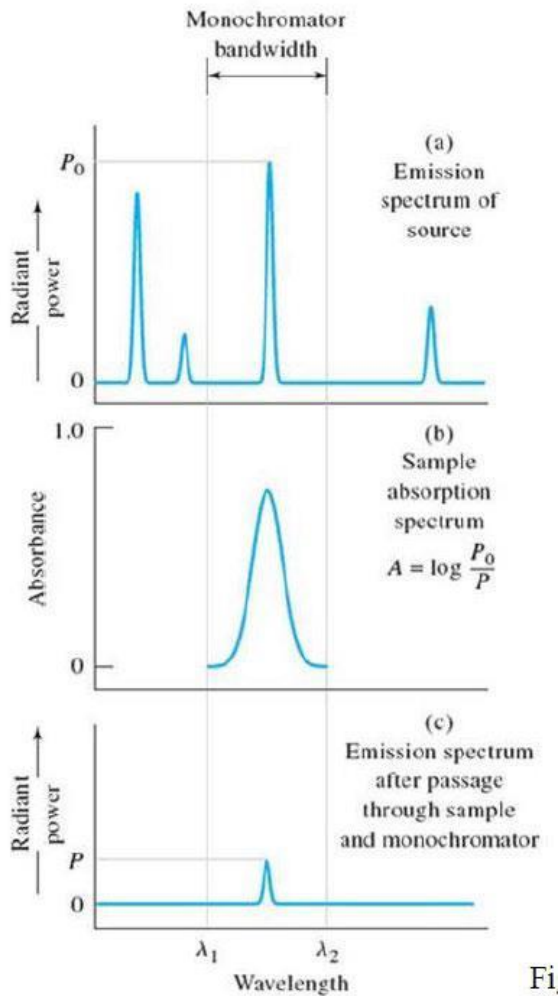 Monochromator
bandwidth
(a)
Emission
spectrum of
source
P₀
Radiant
power
0
(b)
Sample
absorption
spectrum
A = log P₀/P
1.0
Absorbance
0
(c)
Emission spectrum
after passage
through sample
and monochromator
Radiant
power
P
0
λ₁ λ₂
Wavelength